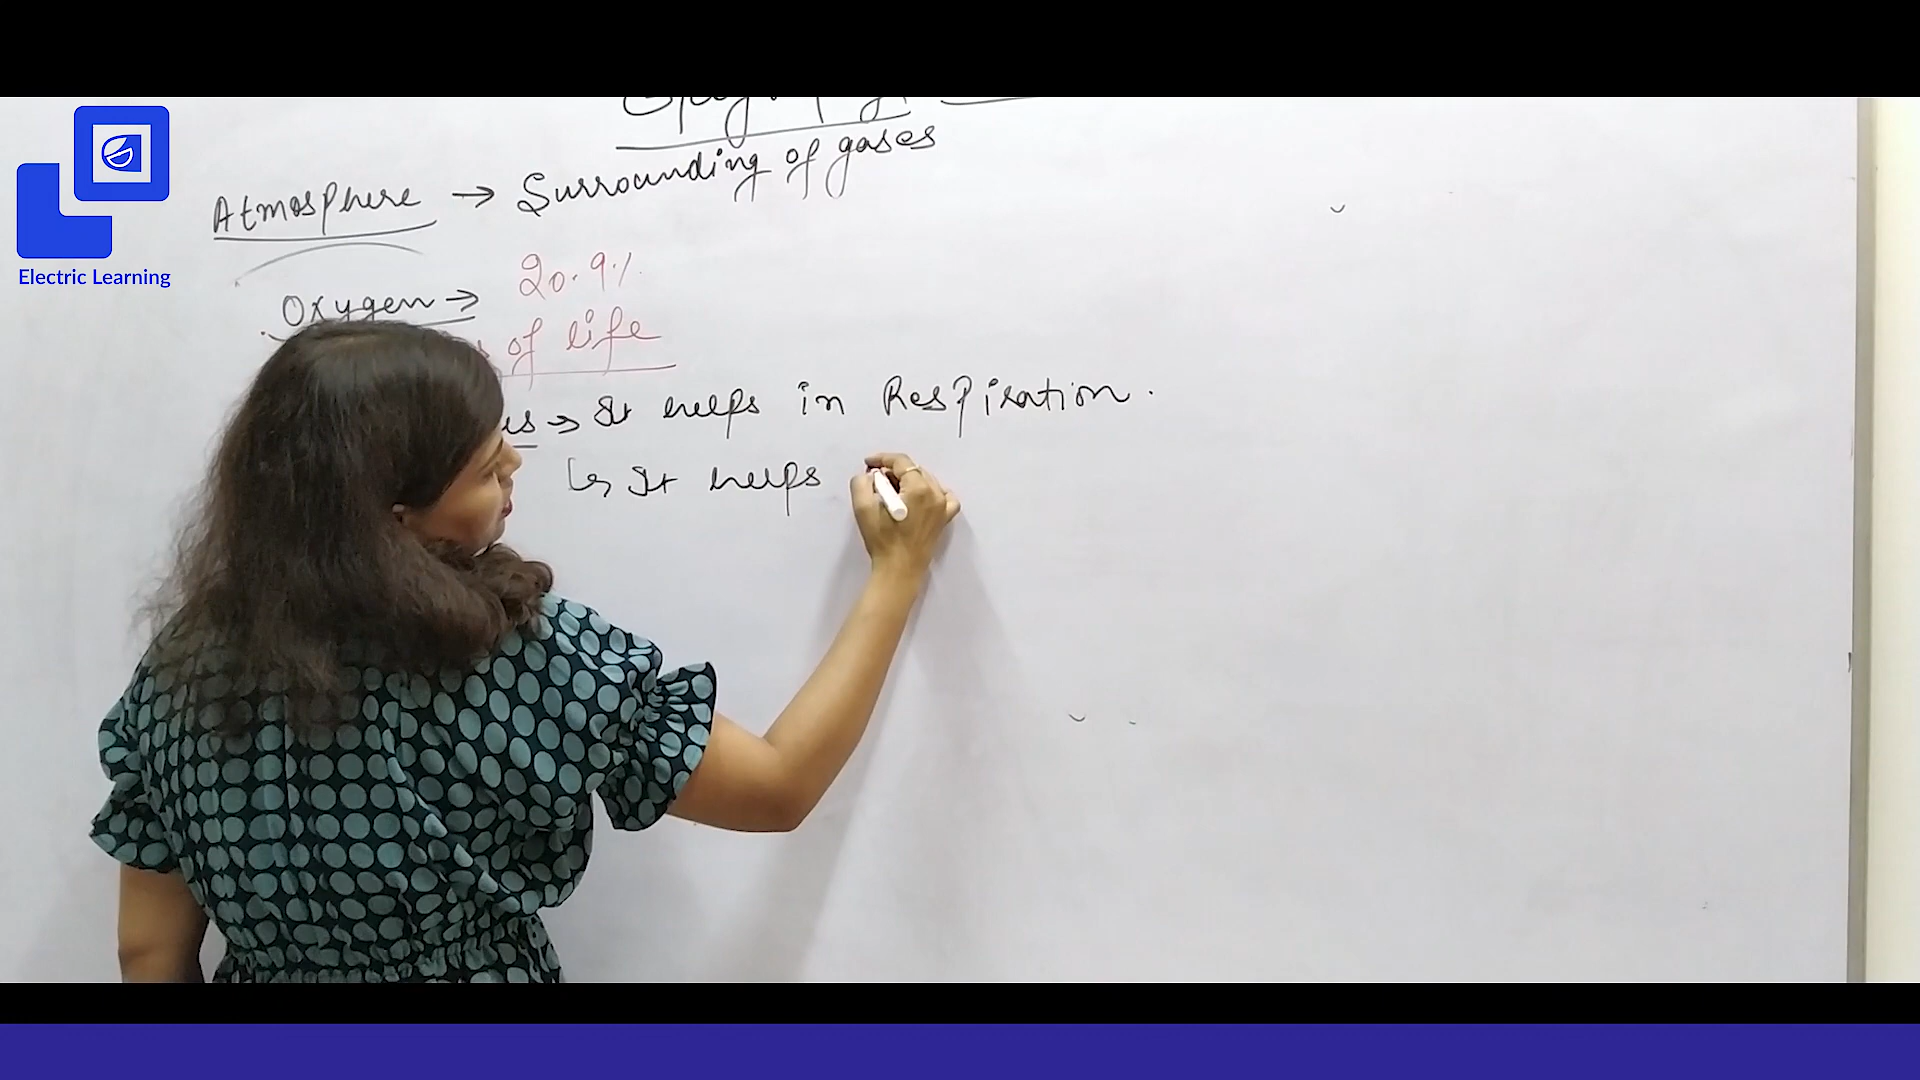 Surrounding of gases
Atmosphere →
Electric Learning
Oxygen → 20.9%
of life
→ It helps in Respiration.
↳ It helps